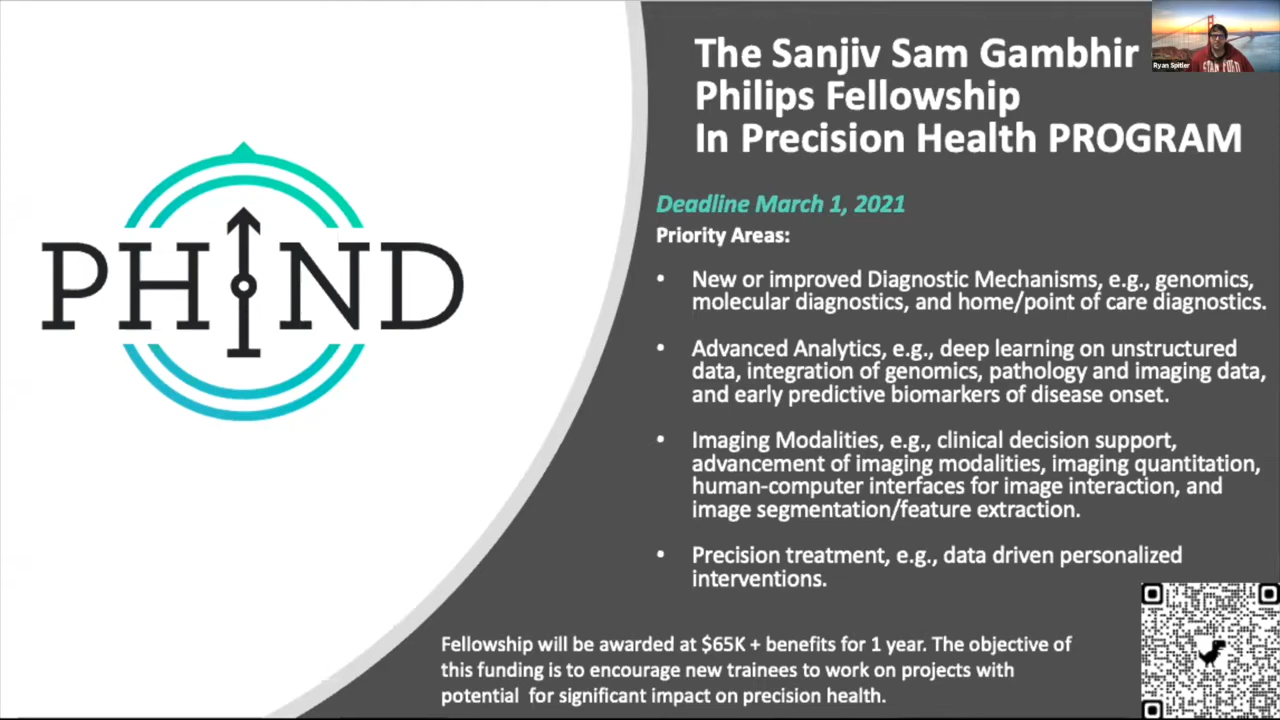 The Sanjiv Sam Gambhir
Philips Fellowship
In Precision Health PROGRAM
Ryan Spitler
STANFORD
PHIND
Deadline March 1, 2021
Priority Areas:
• New or improved Diagnostic Mechanisms, e.g., genomics,
molecular diagnostics, and home/point of care diagnostics.
• Advanced Analytics, e.g., deep learning on unstructured
data, integration of genomics, pathology and imaging data,
and early predictive biomarkers of disease onset.
• Imaging Modalities, e.g., clinical decision support,
advancement of imaging modalities, imaging quantitation,
human-computer interfaces for image interaction, and
image segmentation/feature extraction.
• Precision treatment, e.g., data driven personalized
interventions.
Fellowship will be awarded at $65K + benefits for 1 year. The objective of
this funding is to encourage new trainees to work on projects with
potential for significant impact on precision health.